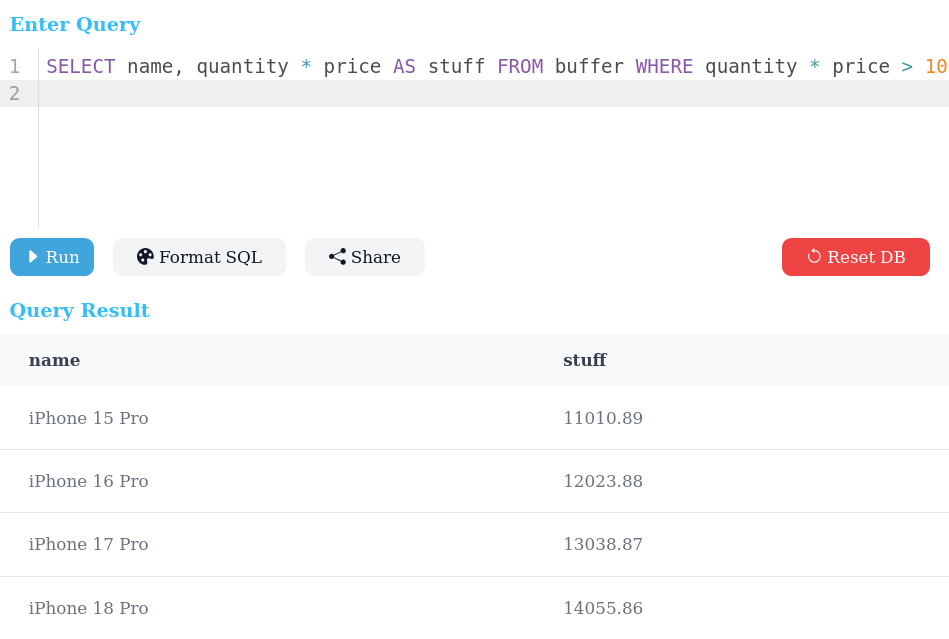 Enter Query
1 SELECT name, quantity * price AS stuff FROM buffer WHERE quantity * price > 10
2
Run Format SQL Share Reset DB
Query Result
name stuff
iPhone 15 Pro 11010.89
iPhone 16 Pro 12023.88
iPhone 17 Pro 13038.87
iPhone 18 Pro 14055.86